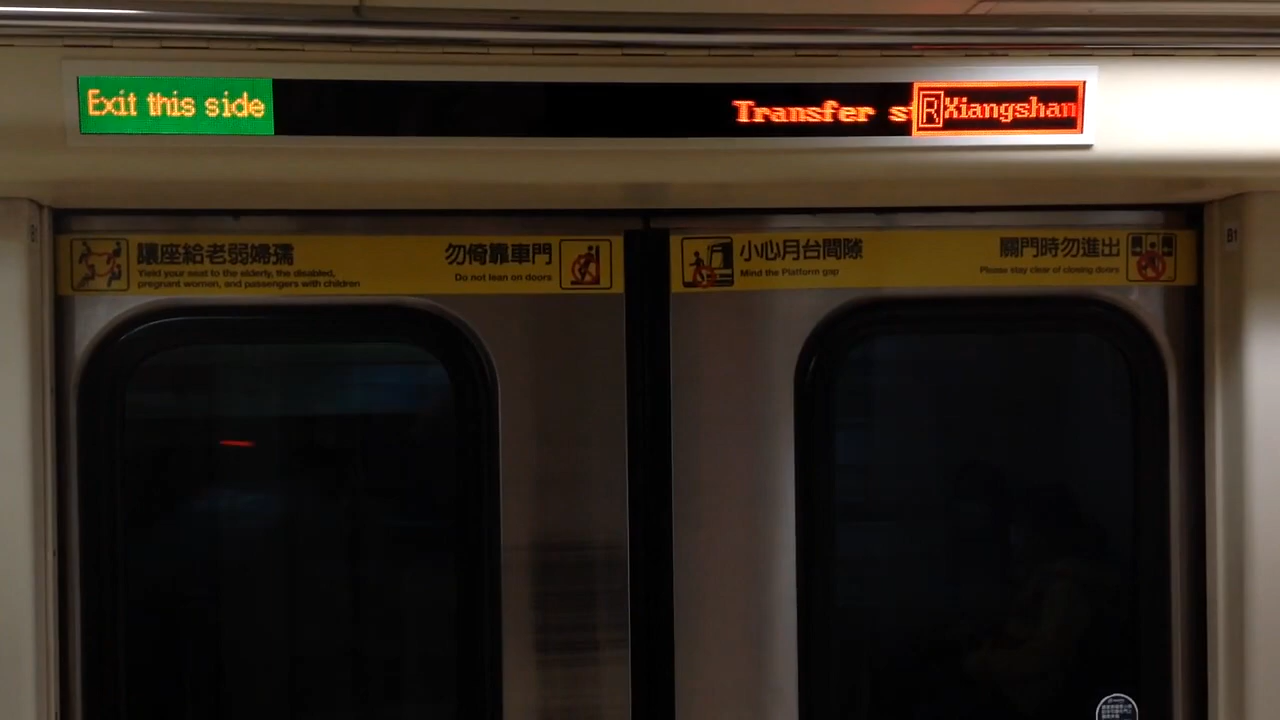 Exit this side
Transfer s
R Xiangshan
讓座給老弱婦孺
Yield your seat to the elderly, the disabled,
pregnant women, and passengers with children
勿倚靠車門
Do not lean on doors
小心月台間隙
Mind the Platform gap
關門時勿進出
Please stay clear of closing doors
B1